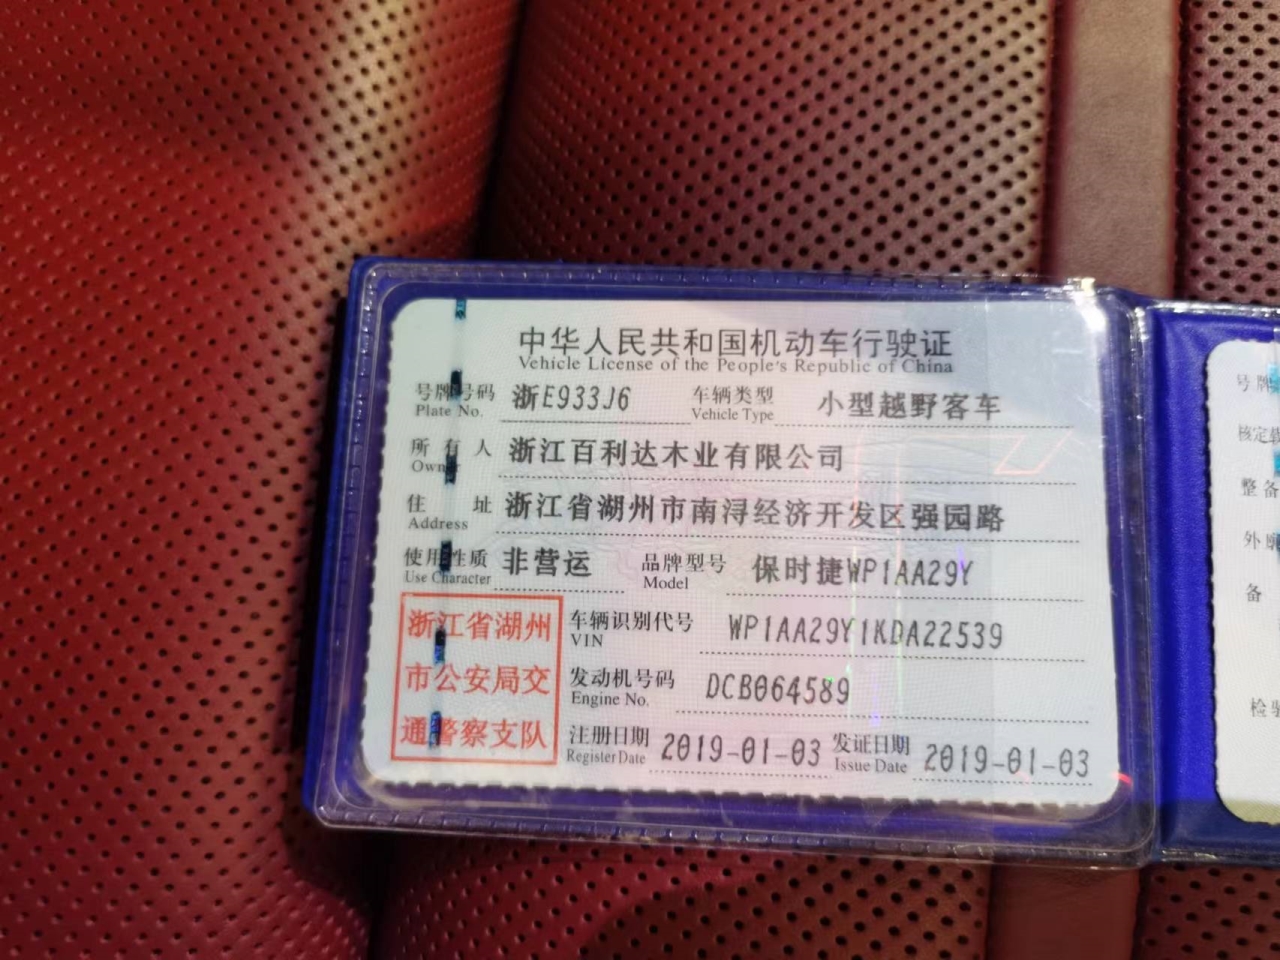 中华人民共和国机动车行驶证
Vehicle License of the People's Republic of China
号牌号码 浙E933J6 车辆类型 小型越野客车
Plate No. Vehicle Type
所有人 浙江百利达木业有限公司
Owner
住址 浙江省湖州市南浔经济开发区强园路
Address
使用性质 非营运 品牌型号 保时捷WP1AA29Y
Use Character Model
浙江省湖州
市公安局交
通警察支队
车辆识别代号 WP1AA29Y1KDA22539
VIN
发动机号码 DCB064589
Engine No.
注册日期 2019-01-03 发证日期 2019-01-03
Register Date Issue Date
号牌
核定载
整备
外廓
备
检验